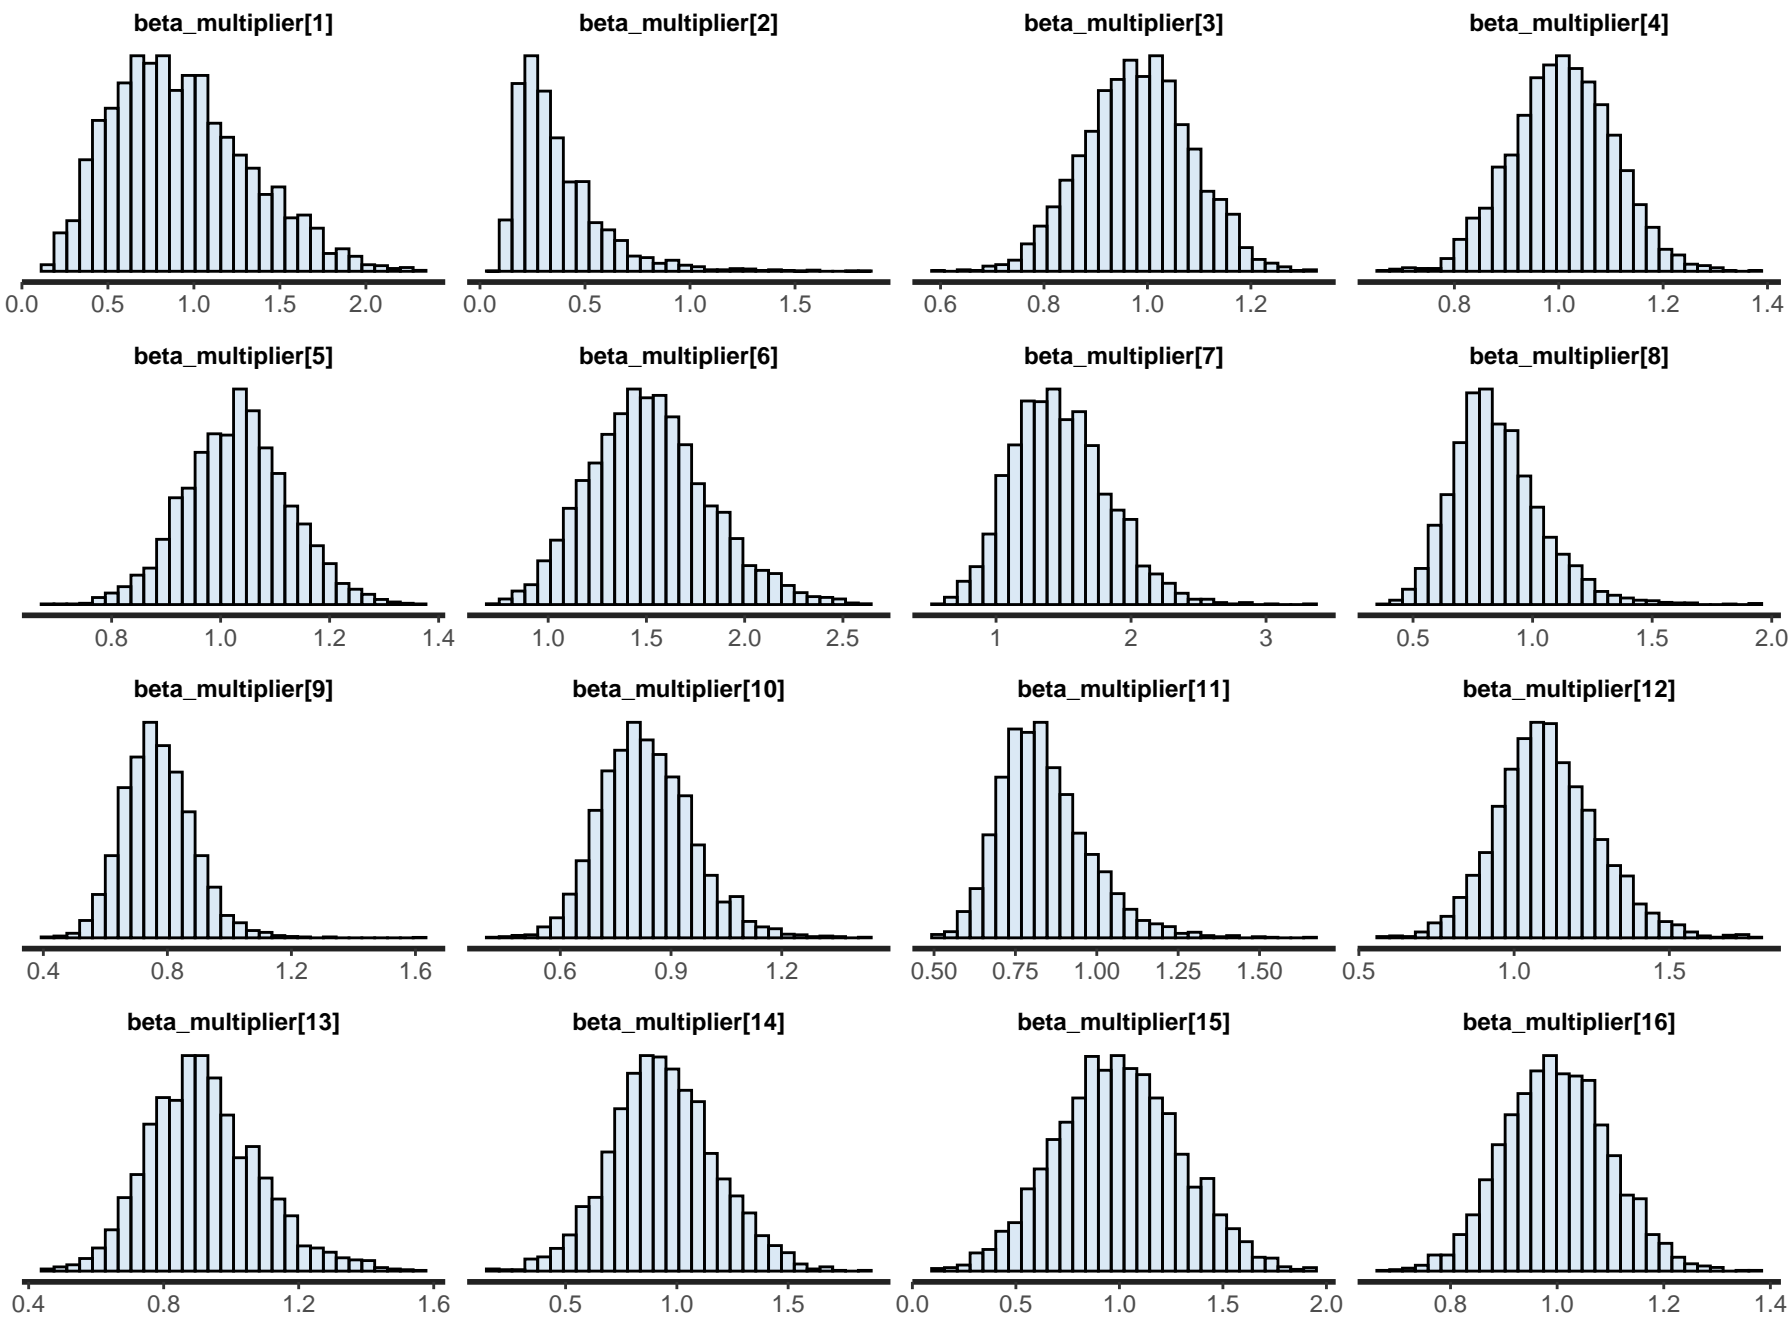 beta_multiplier[1] beta_multiplier[2] beta_multiplier[3] beta_multiplier[4]
0.0 0.5 1.0 1.5 2.0 0.0 0.5 1.0 1.5 0.6 0.8 1.0 1.2 0.8 1.0 1.2 1.4
beta_multiplier[5] beta_multiplier[6] beta_multiplier[7] beta_multiplier[8]
0.8 1.0 1.2 1.4 1.0 1.5 2.0 2.5 1 2 3 0.5 1.0 1.5 2.0
beta_multiplier[9] beta_multiplier[10] beta_multiplier[11] beta_multiplier[12]
0.4 0.8 1.2 1.6 0.6 0.9 1.2 0.50 0.75 1.00 1.25 1.50 0.5 1.0 1.5
beta_multiplier[13] beta_multiplier[14] beta_multiplier[15] beta_multiplier[16]
0.4 0.8 1.2 1.6 0.5 1.0 1.5 0.0 0.5 1.0 1.5 2.0 0.8 1.0 1.2 1.4